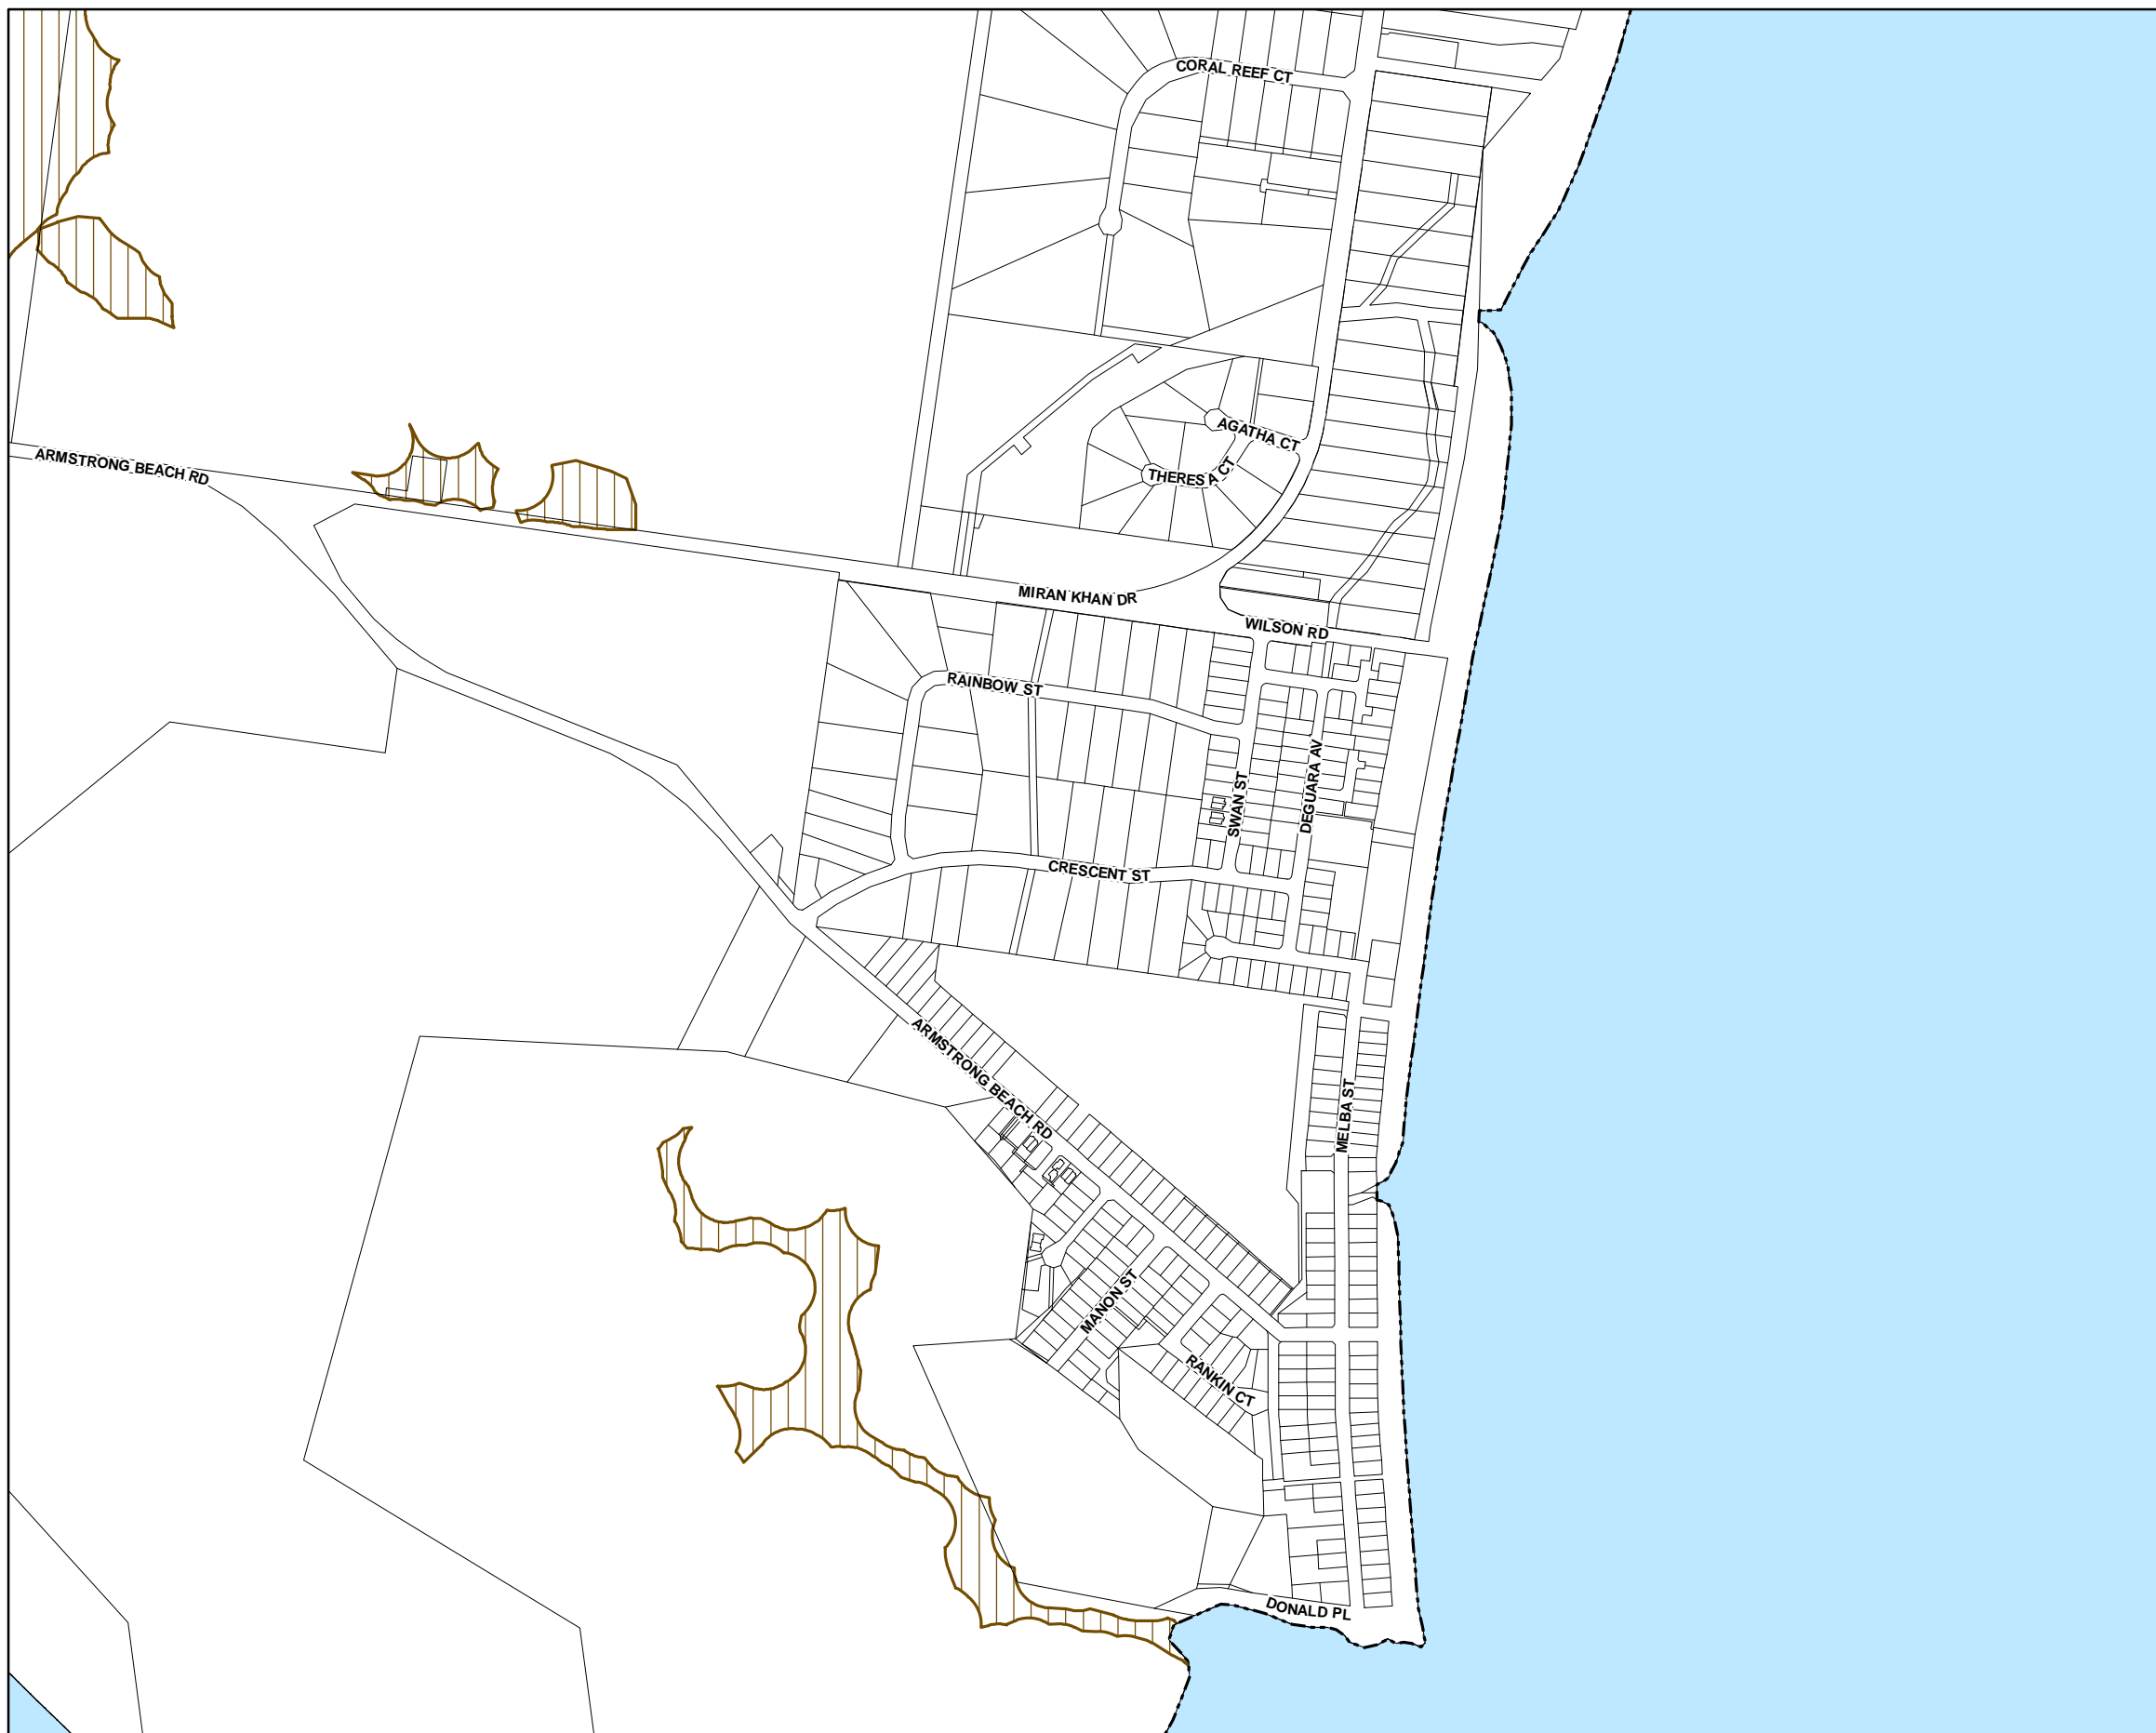 CORAL REEF CT
AGATHA CT
ARMSTRONG BEACH RD
THERESA CT
MIRAN KHAN DR
WILSON RD
RAINBOW ST
DEGUARA AV
SWAN ST
CRESCENT ST
ARMSTRONG BEACH RD
MELBA ST
MANON ST
RANKIN CT
DONALD PL